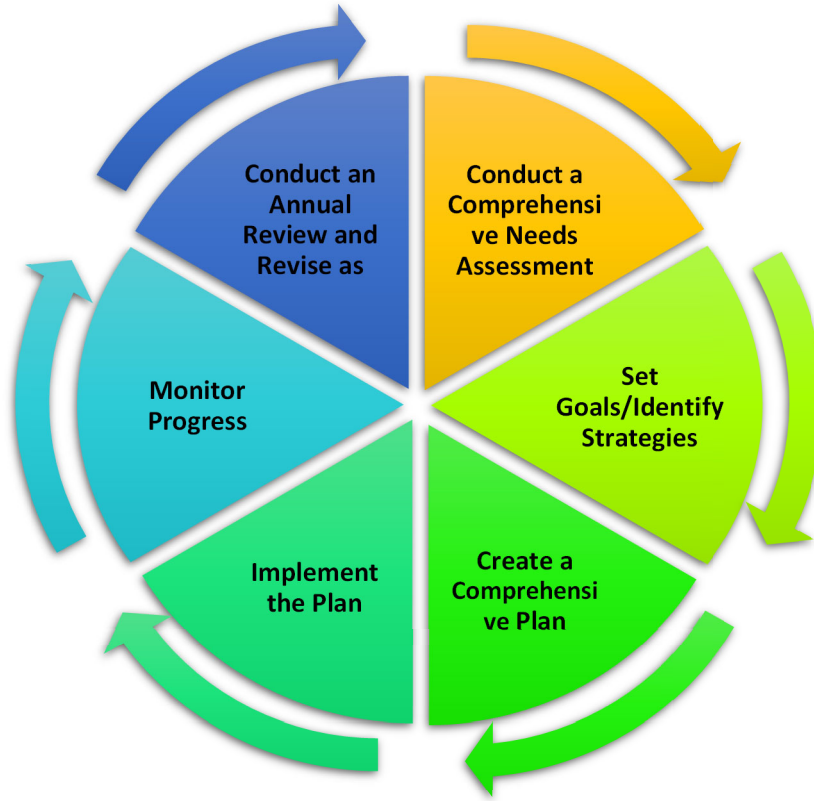 Conduct a
Comprehensi
ve Needs
Assessment
Set
Goals/Identify
Strategies
Create a
Comprehensi
ve Plan
Implement
the Plan
Monitor
Progress
Conduct an
Annual
Review and
Revise as